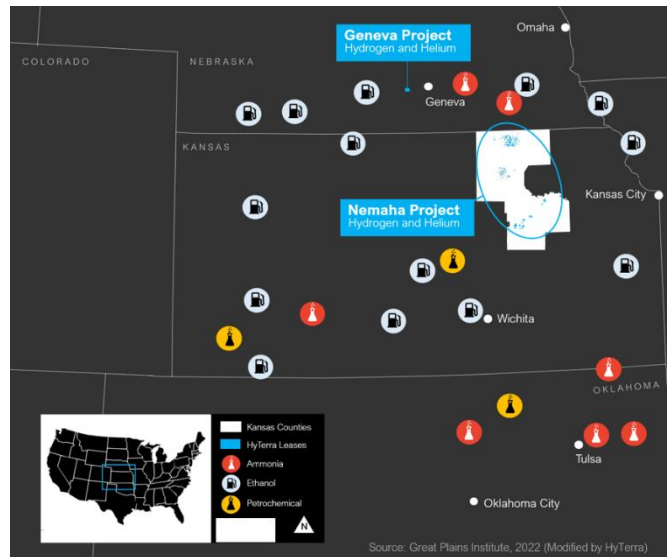 Omaha
Geneva Project
Hydrogen and Helium
COLORADO
NEBRASKA
Geneva
KANSAS
Kansas City
Nemaha Project
Hydrogen and Helium
Wichita
OKLAHOMA
Kansas Counties
HyTerra Leases
Ammonia
Ethanol
Petrochemical
N
Tulsa
Oklahoma City
Source: Great Plains Institute, 2022 (Modified by HyTerra)